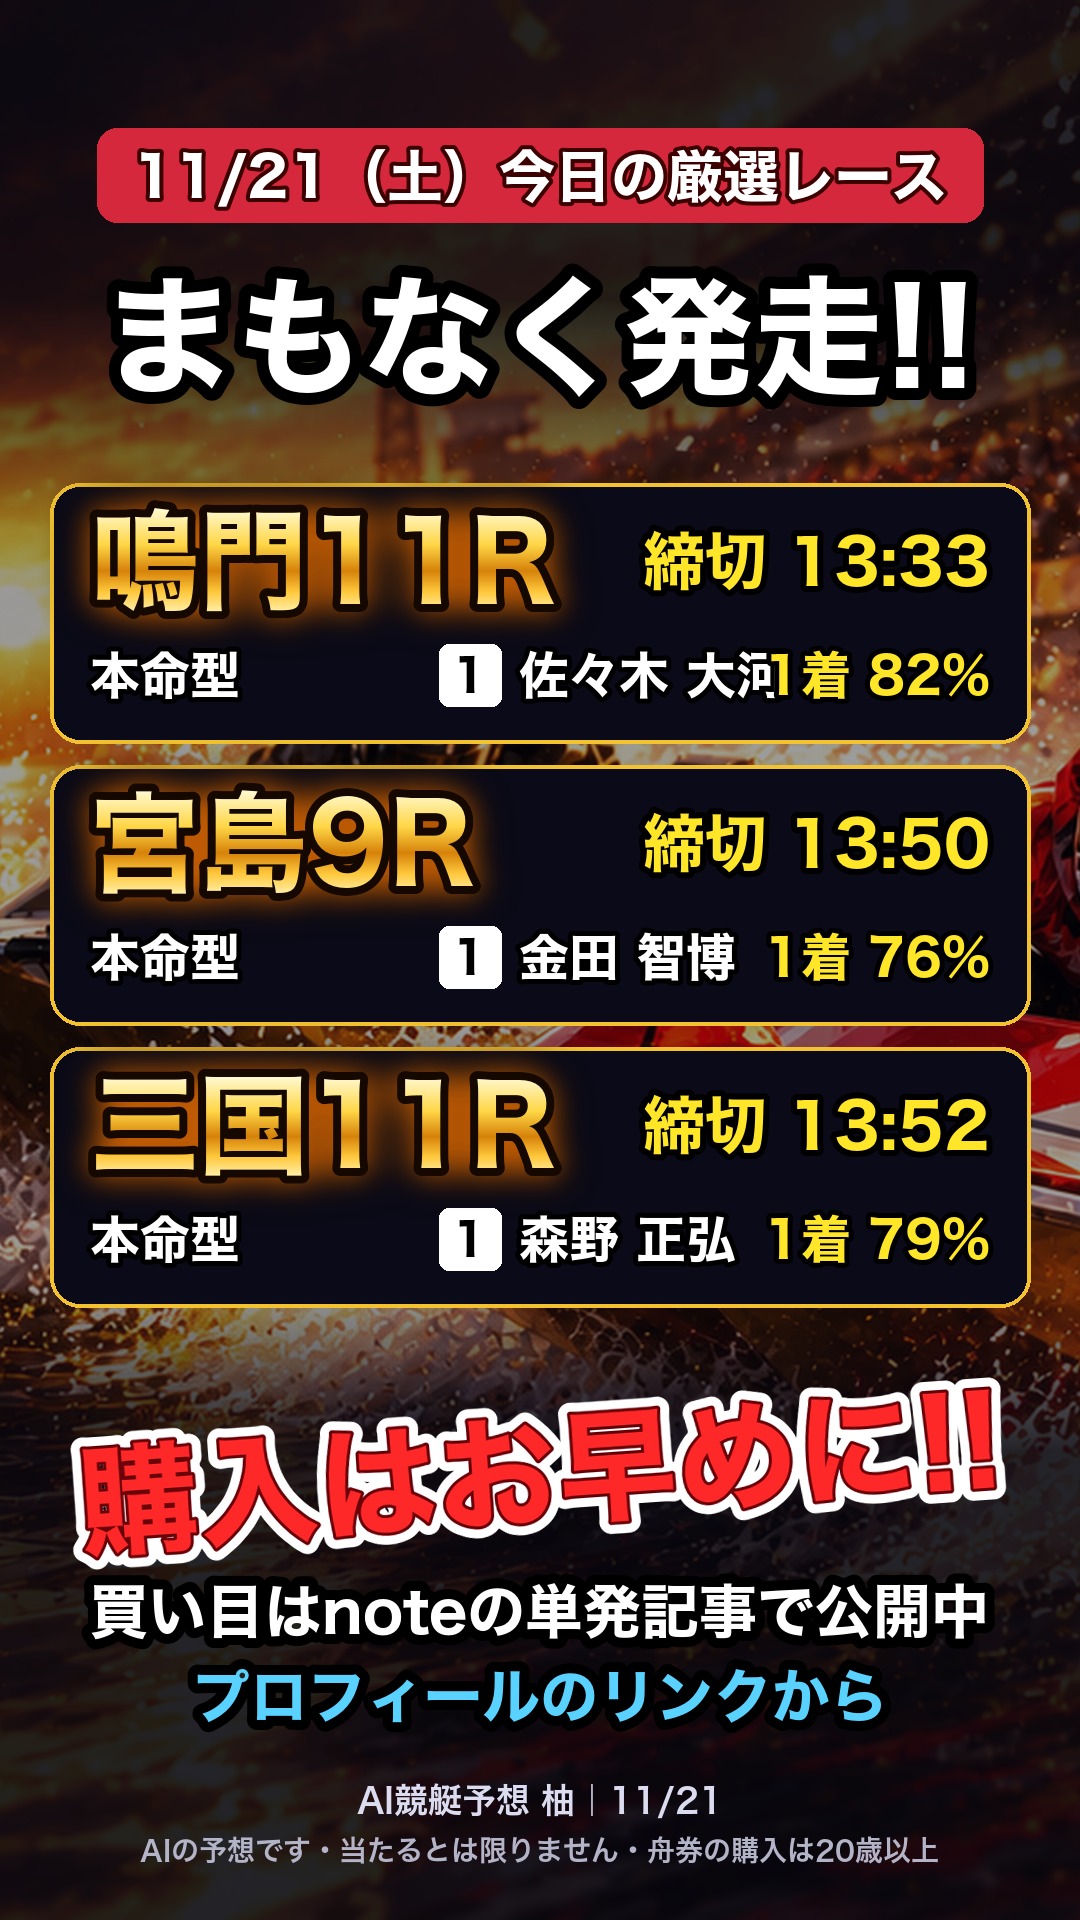 11/21（土）今日の厳選レース
まもなく発走!!
鳴門11R 締切 13:33
本命型 1 佐々木 大河 1着 82%
宮島9R 締切 13:50
本命型 1 金田 智博 1着 76%
三国11R 締切 13:52
本命型 1 森野 正弘 1着 79%
購入はお早めに!!
買い目はnoteの単発記事で公開中
プロフィールのリンクから
AI競艇予想 柚｜11/21
AIの予想です・当たるとは限りません・舟券の購入は20歳以上